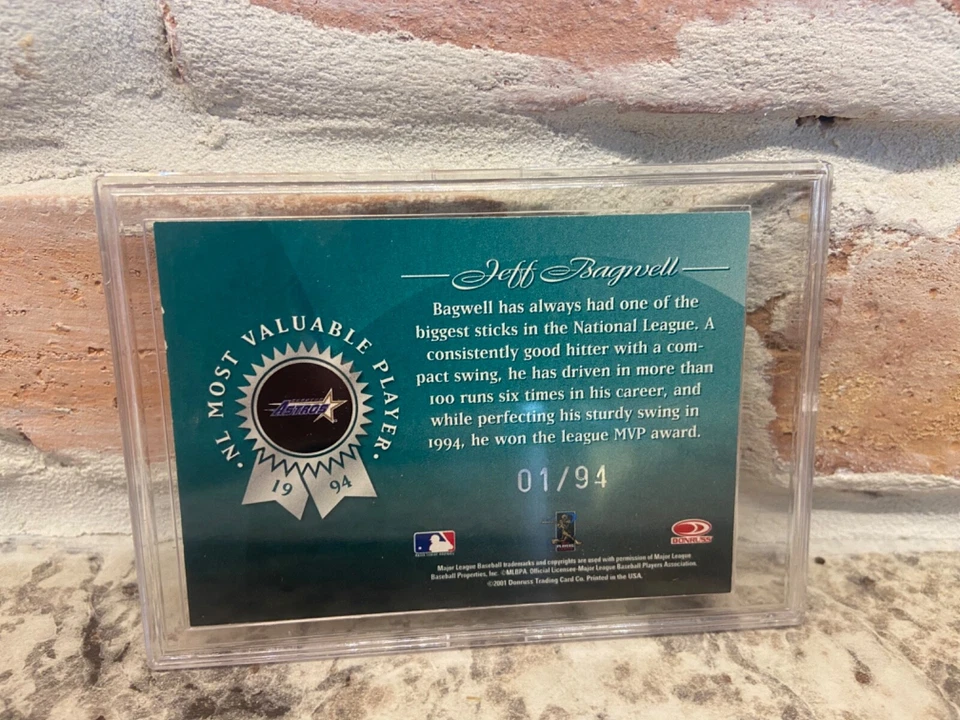 Jeff Bagwell
Bagwell has always had one of the
biggest sticks in the National League. A
consistently good hitter with a com-
pact swing, he has driven in more than
100 runs six times in his career, and
while perfecting his sturdy swing in
1994, he won the league MVP award.
• NL MOST VALUABLE PLAYER •
ASTROS
19 94
01/94
PLAYERS
DONRUSS
Major League Baseball trademarks and copyrights are used with permission of Major League
Baseball Properties, Inc. ©MLBPA. Official Licensee-Major League Baseball Players Association.
©2001 Donruss Trading Card Co. Printed in the USA.